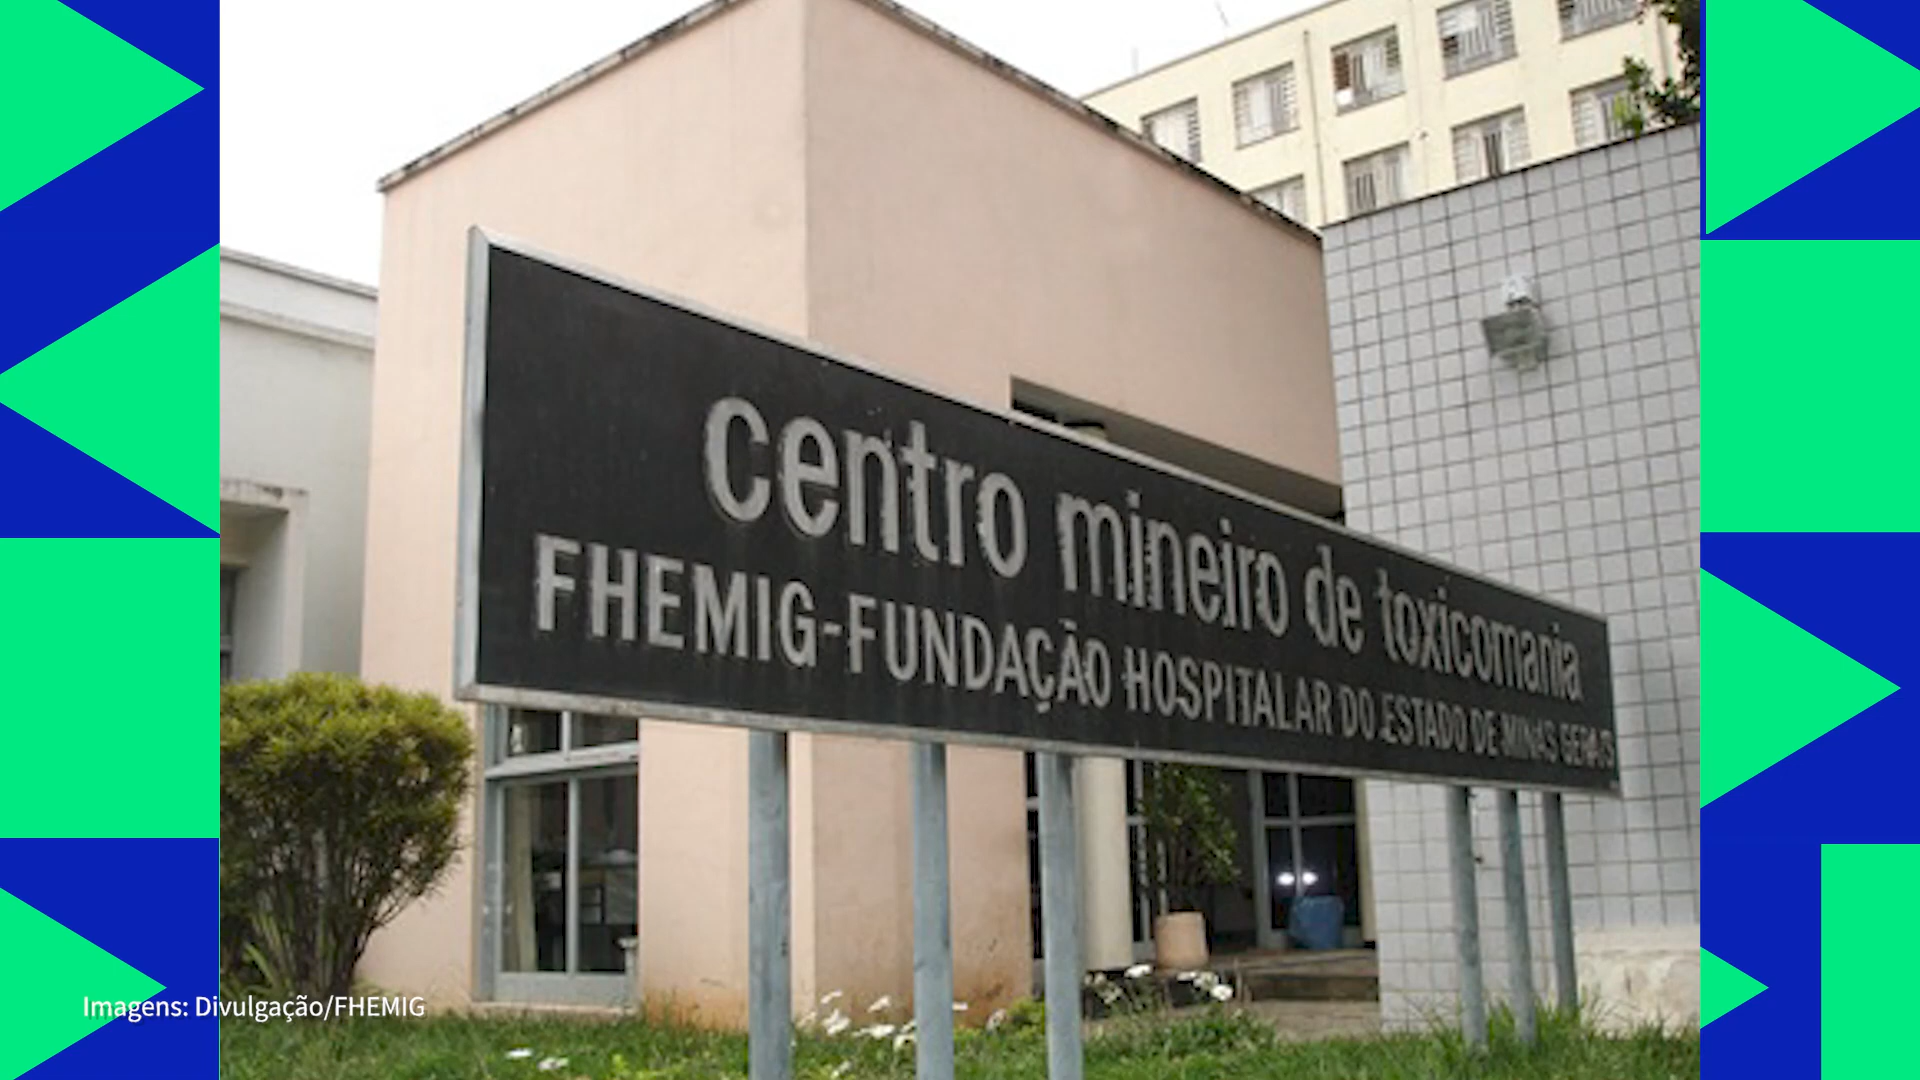 centro mineiro de toxicomania
FHEMIG-FUNDAÇÃO HOSPITALAR DO ESTADO DE MINAS GERAIS
Imagens: Divulgação/FHEMIG